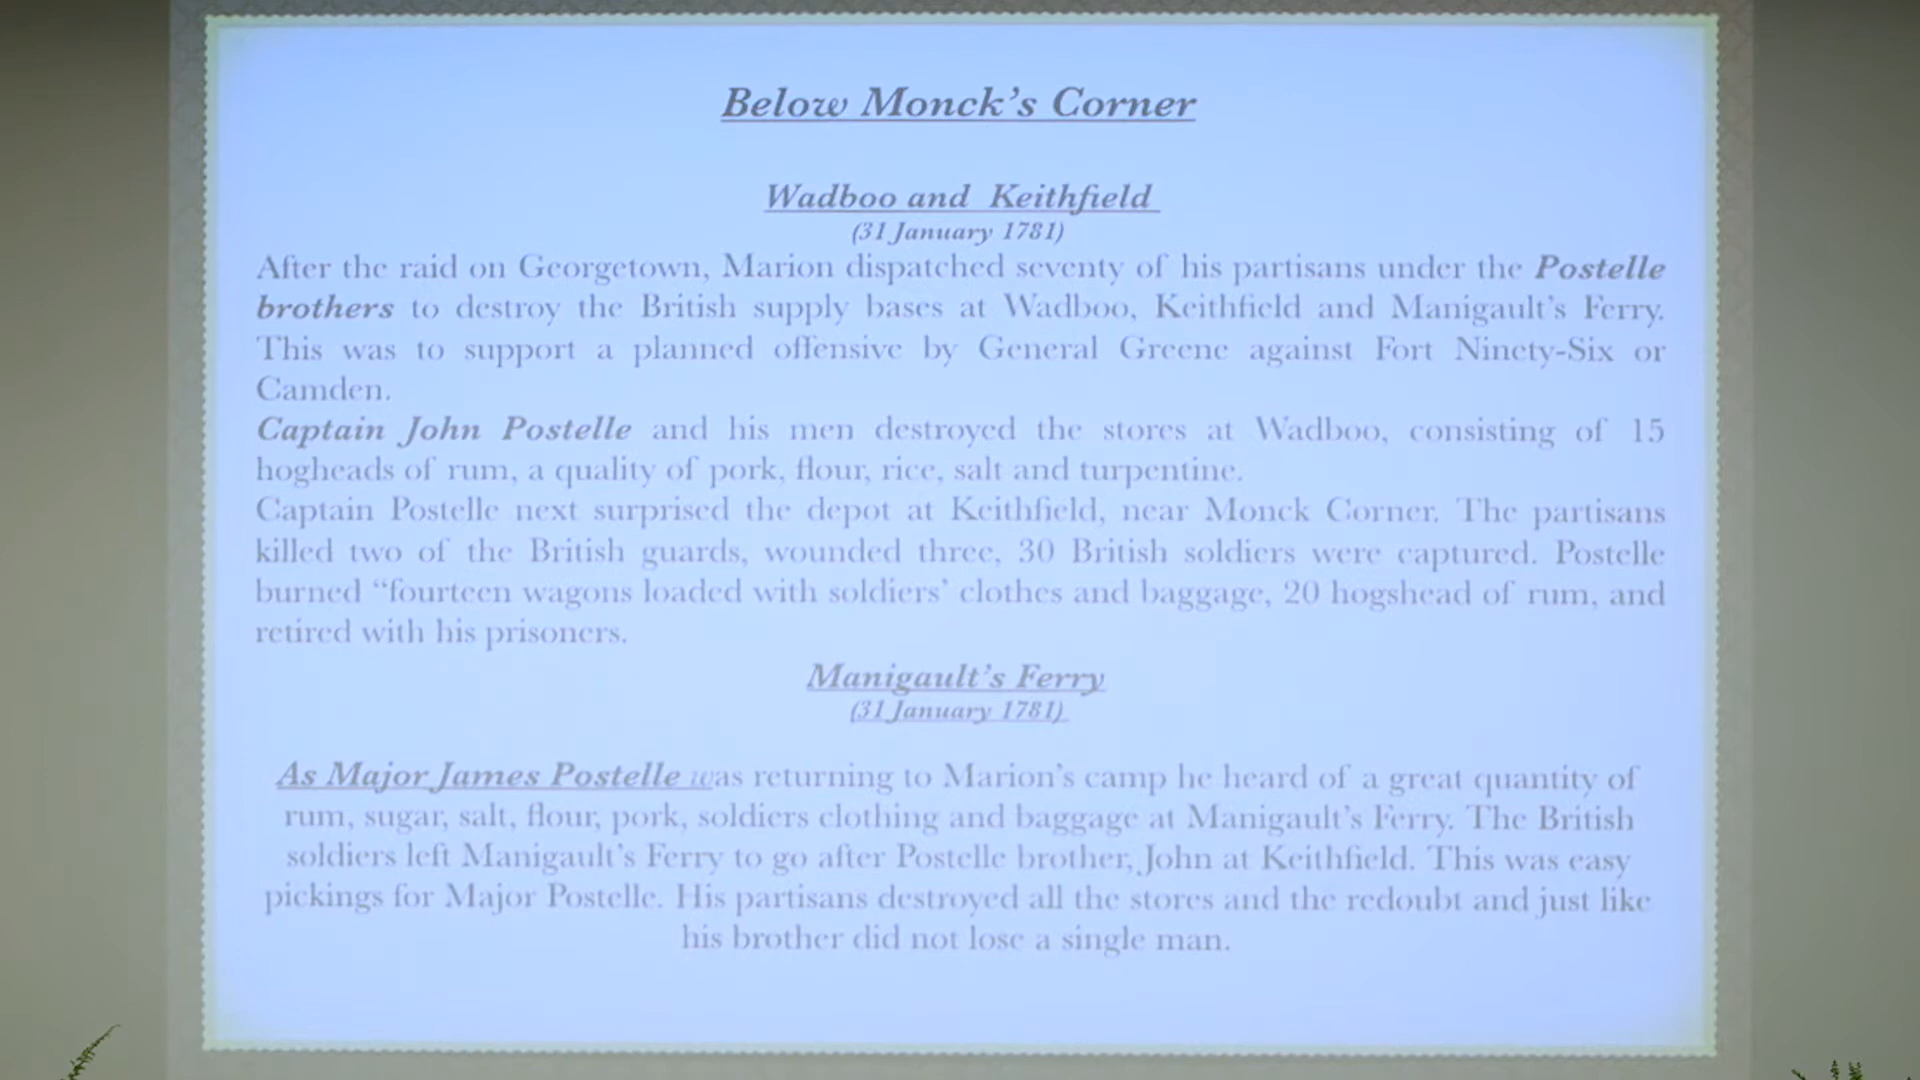 Below Monck's Corner
Wadboo and Keithfield
(31 January 1781)
After the raid on Georgetown, Marion dispatched seventy of his partisans under the Postelle
brothers to destroy the British supply bases at Wadboo, Keithfield and Manigault's Ferry.
This was to support a planned offensive by General Greene against Fort Ninety-Six or
Camden.
Captain John Postelle and his men destroyed the stores at Wadboo, consisting of 15
hogheads of rum, a quality of pork, flour, rice, salt and turpentine.
Captain Postelle next surprised the depot at Keithfield, near Monck Corner. The partisans
killed two of the British guards, wounded three, 30 British soldiers were captured. Postelle
burned “fourteen wagons loaded with soldiers’ clothes and baggage, 20 hogshead of rum, and
retired with his prisoners.
Manigault's Ferry
(31 January 1781)
As Major James Postelle was returning to Marion's camp he heard of a great quantity of
rum, sugar, salt, flour, pork, soldiers clothing and baggage at Manigault's Ferry. The British
soldiers left Manigault's Ferry to go after Postelle brother, John at Keithfield. This was easy
pickings for Major Postelle. His partisans destroyed all the stores and the redoubt and just like
his brother did not lose a single man.